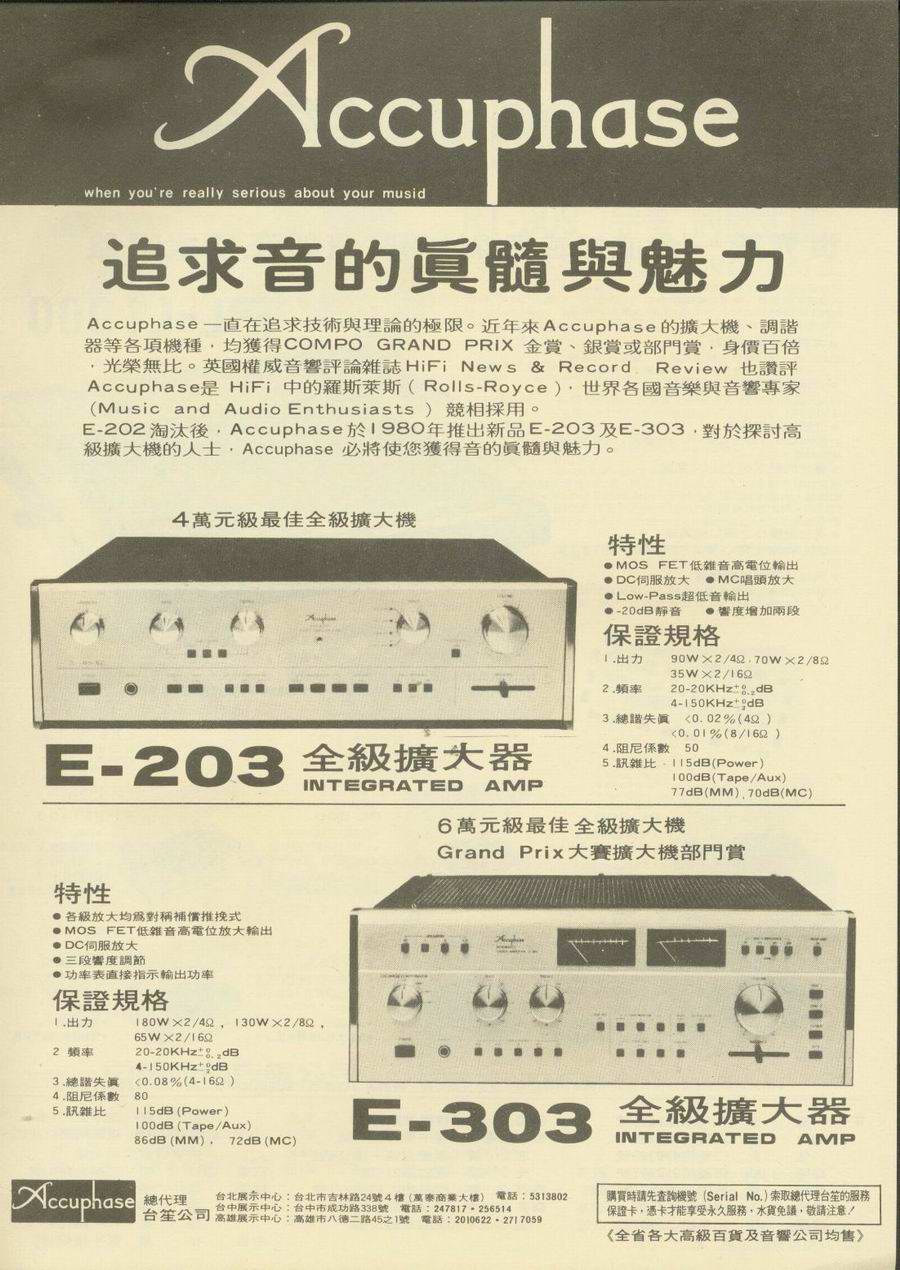 Accuphase
when you're really serious about your musid
追求音的眞髓與魅力
Accuphase 一直在追求技術與理論的極限。近年來Accuphase 的擴大機、調諧
器等各項機種，均獲得COMPO GRAND PRIX 金賞、銀賞或部門賞，身價百倍
，光榮無比。英國權威音響評論雜誌HiFi News & Record Review 也讚評
Accuphase是 HiFi 中的羅斯萊斯（Rolls-Royce），世界各國音樂與音響專家
（Music and Audio Enthusiasts ）競相採用。
E-202 淘汰後，Accuphase於1980年推出新品E-203及E-303，對於探討高
級擴大機的人士，Accuphase 必將使您獲得音的眞髓與魅力。
4萬元級最佳全級擴大機
Accuphase
特性
●MOS FET低雜音高電位輸出
●DC伺服放大 ●MC唱頭放大
●Low-Pass超低音輸出
●-20dB靜音 ●響度增加兩段
保證規格
1.出力 90W×2/4Ω．70W×2/8Ω
35W×2/16Ω
2.頻率 20-20KHz+0 -0.2dB
4-150KHz+0 -3dB
3.總諧失眞 <0.02%(4Ω)
<0.01%(8/16Ω)
4.阻尼係數 50
5.訊雜比 115dB(Power)
100dB(Tape/Aux)
77dB(MM)、70dB(MC)
E-203 全級擴大器
INTEGRATED AMP
6萬元級最佳全級擴大機
Grand Prix大賽擴大機部門賞
Accuphase
特性
●各級放大均爲對稱補償推挽式
●MOS FET低雜音高電位放大輸出
●DC伺服放大
●三段響度調節
●功率表直接指示輸出功率
保證規格
1.出力 180W×2/4Ω，130W×2/8Ω，
65W×2/16Ω
2 頻率 20-20KHz+0 -0.2dB
4-150KHz+0 -3dB
3.總諧失眞 <0.08%(4-16Ω)
4.阻尼係數 80
5.訊雜比 115dB (Power)
100dB (Tape/Aux)
86dB (MM)， 72dB (MC)
E-303 全級擴大器
INTEGRATED AMP
Accuphase 總代理
台笙公司
台北展示中心：台北市吉林路24號4樓（萬泰商業大樓） 電話：5313802
台中展示中心：台中市成功路338號 電話：247817·256514
高雄展示中心：高雄市八德二路45之1號 電話：2010622·2717059
購買時請先查詢機號（Serial No.）索取總代理台笙的服務
保證卡，憑卡才能享受永久服務，水貨免議，敬請注意！
《全省各大高級百貨及音響公司均售》